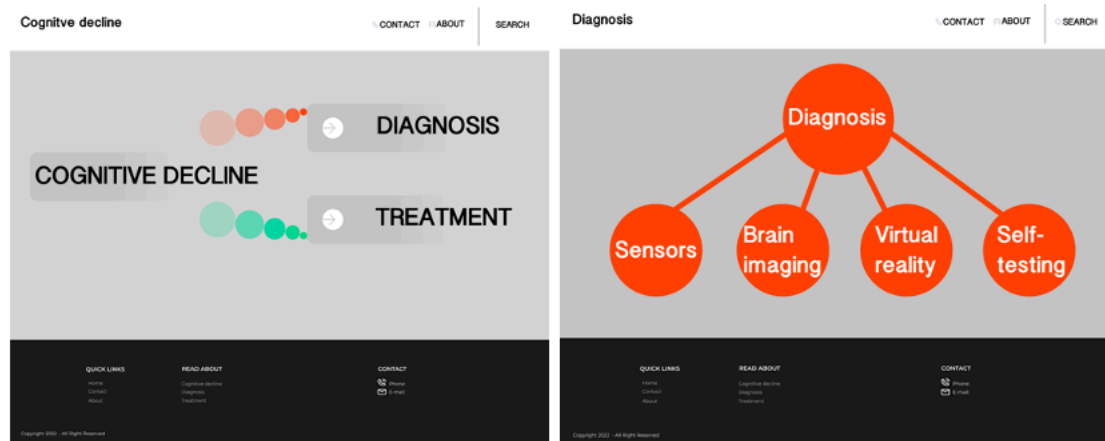 Cognitve decline
CONTACT ABOUT SEARCH
DIAGNOSIS
COGNITIVE DECLINE
TREATMENT
QUICK LINKS READ ABOUT CONTACT
Home Cognitive decline Phone
Contact Diagnosis E-mail
About Treatment
Copyright 2022 - All Right Reserved
Diagnosis
CONTACT ABOUT SEARCH
Diagnosis
Sensors
Brain
imaging
Virtual
reality
Self-
testing
QUICK LINKS READ ABOUT CONTACT
Home Cognitive decline Phone
Contact Diagnosis E-mail
About Treatment
Copyright 2022 - All Right Reserved